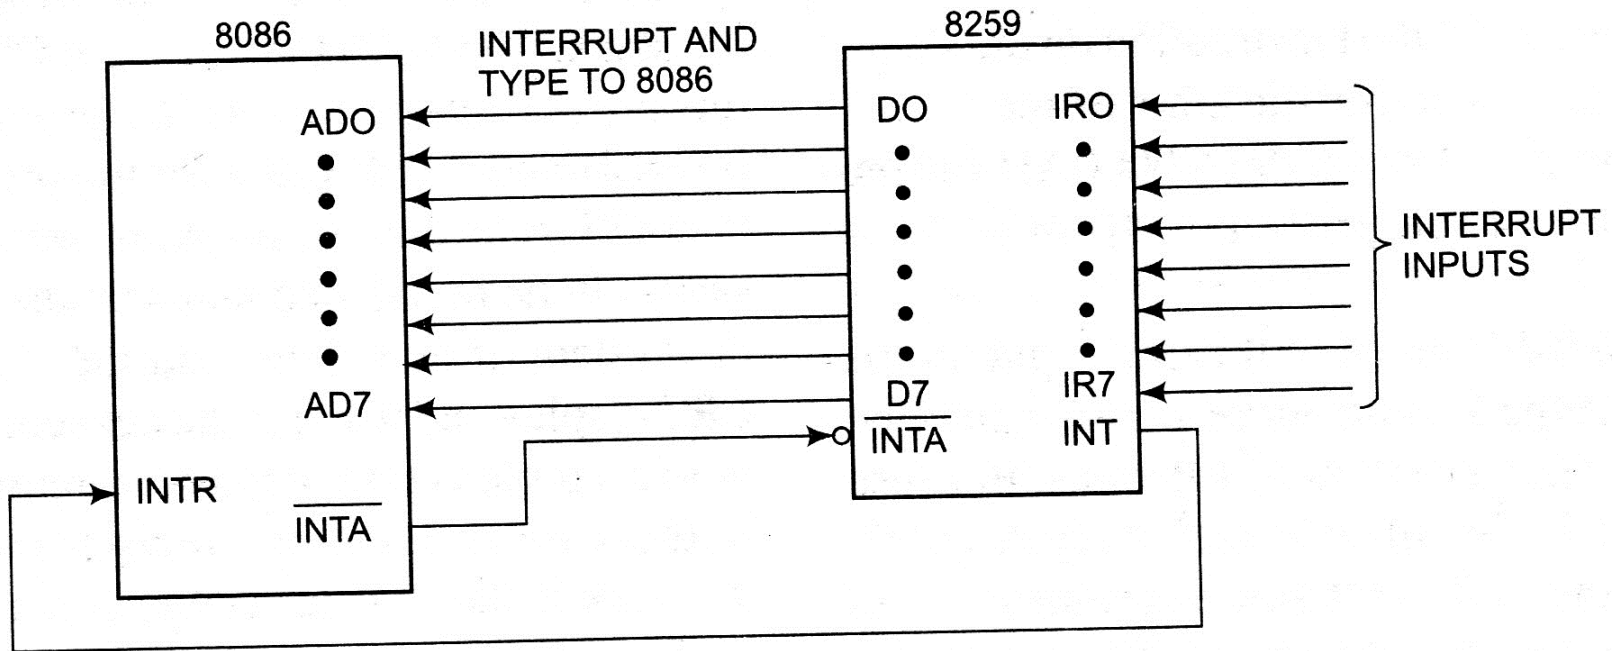 8086
8259
INTERRUPT AND
TYPE TO 8086
ADO
AD7
INTR
INTA
DO
D7
INTA
IRO
IR7
INT
INTERRUPT
INPUTS